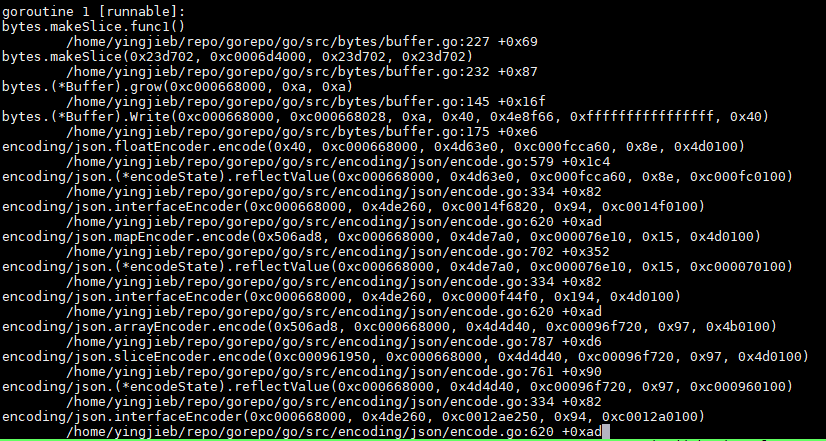 goroutine 1 [runnable]:
bytes.makeSlice.func1()
        /home/yingjieb/repo/gorepo/go/src/bytes/buffer.go:227 +0x69
bytes.makeSlice(0x23d702, 0xc0006d4000, 0x23d702, 0x23d702)
        /home/yingjieb/repo/gorepo/go/src/bytes/buffer.go:232 +0x87
bytes.(*Buffer).grow(0xc000668000, 0xa, 0xa)
        /home/yingjieb/repo/gorepo/go/src/bytes/buffer.go:145 +0x16f
bytes.(*Buffer).Write(0xc000668000, 0xc000668028, 0xa, 0x40, 0x4e8f66, 0xffffffffffffffff, 0x40)
        /home/yingjieb/repo/gorepo/go/src/bytes/buffer.go:175 +0xe6
encoding/json.floatEncoder.encode(0x40, 0xc000668000, 0x4d63e0, 0xc000fcca60, 0x8e, 0x4d0100)
        /home/yingjieb/repo/gorepo/go/src/encoding/json/encode.go:579 +0x1c4
encoding/json.(*encodeState).reflectValue(0xc000668000, 0x4d63e0, 0xc000fcca60, 0x8e, 0xc000fc0100)
        /home/yingjieb/repo/gorepo/go/src/encoding/json/encode.go:334 +0x82
encoding/json.interfaceEncoder(0xc000668000, 0x4de260, 0xc0014f6820, 0x94, 0xc0014f0100)
        /home/yingjieb/repo/gorepo/go/src/encoding/json/encode.go:620 +0xad
encoding/json.mapEncoder.encode(0x506ad8, 0xc000668000, 0x4de7a0, 0xc000076e10, 0x15, 0x4d0100)
        /home/yingjieb/repo/gorepo/go/src/encoding/json/encode.go:702 +0x352
encoding/json.(*encodeState).reflectValue(0xc000668000, 0x4de7a0, 0xc000076e10, 0x15, 0xc000070100)
        /home/yingjieb/repo/gorepo/go/src/encoding/json/encode.go:334 +0x82
encoding/json.interfaceEncoder(0xc000668000, 0x4de260, 0xc0000f44f0, 0x194, 0x4d0100)
        /home/yingjieb/repo/gorepo/go/src/encoding/json/encode.go:620 +0xad
encoding/json.arrayEncoder.encode(0x506ad8, 0xc000668000, 0x4d4d40, 0xc00096f720, 0x97, 0x4b0100)
        /home/yingjieb/repo/gorepo/go/src/encoding/json/encode.go:787 +0xd6
encoding/json.sliceEncoder.encode(0xc000961950, 0xc000668000, 0x4d4d40, 0xc00096f720, 0x97, 0x4d0100)
        /home/yingjieb/repo/gorepo/go/src/encoding/json/encode.go:761 +0x90
encoding/json.(*encodeState).reflectValue(0xc000668000, 0x4d4d40, 0xc00096f720, 0x97, 0xc000960100)
        /home/yingjieb/repo/gorepo/go/src/encoding/json/encode.go:334 +0x82
encoding/json.interfaceEncoder(0xc000668000, 0x4de260, 0xc0012ae250, 0x94, 0xc0012a0100)
        /home/yingjieb/repo/gorepo/go/src/encoding/json/encode.go:620 +0xad